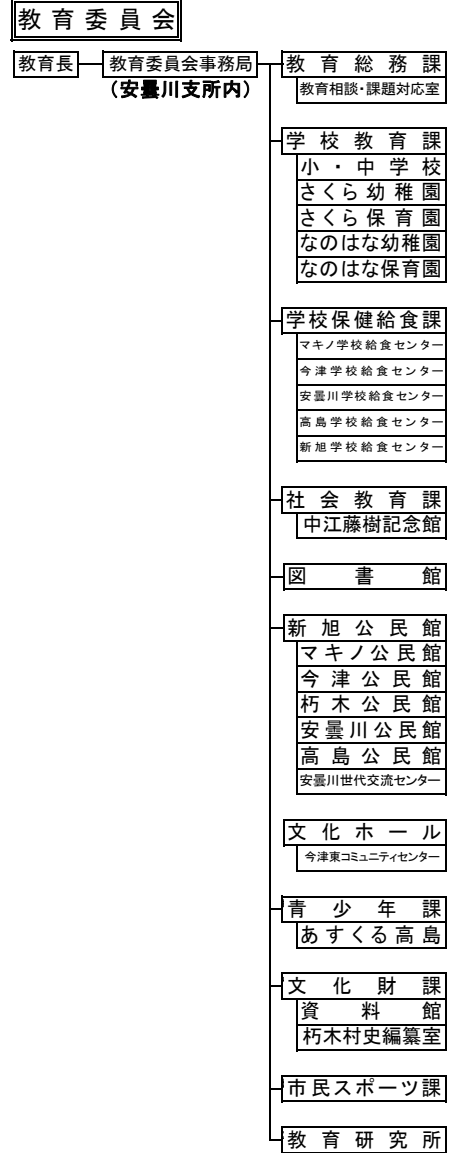 教育委員会
教育長 教育委員会事務局 教育総務課
(安曇川支所内) 教育相談・課題対応室
学校教育課
小・中学校
さくら幼稚園
さくら保育園
なのはな幼稚園
なのはな保育園
学校保健給食課
マキノ学校給食センター
今津学校給食センター
安曇川学校給食センター
高島学校給食センター
新旭学校給食センター
社会教育課
中江藤樹記念館
図書館
新旭公民館
マキノ公民館
今津公民館
朽木公民館
安曇川公民館
高島公民館
安曇川世代交流センター
文化ホール
今津東コミュニティセンター
青少年課
あすくる高島
文化財課
資料館
朽木村史編纂室
市民スポーツ課
教育研究所